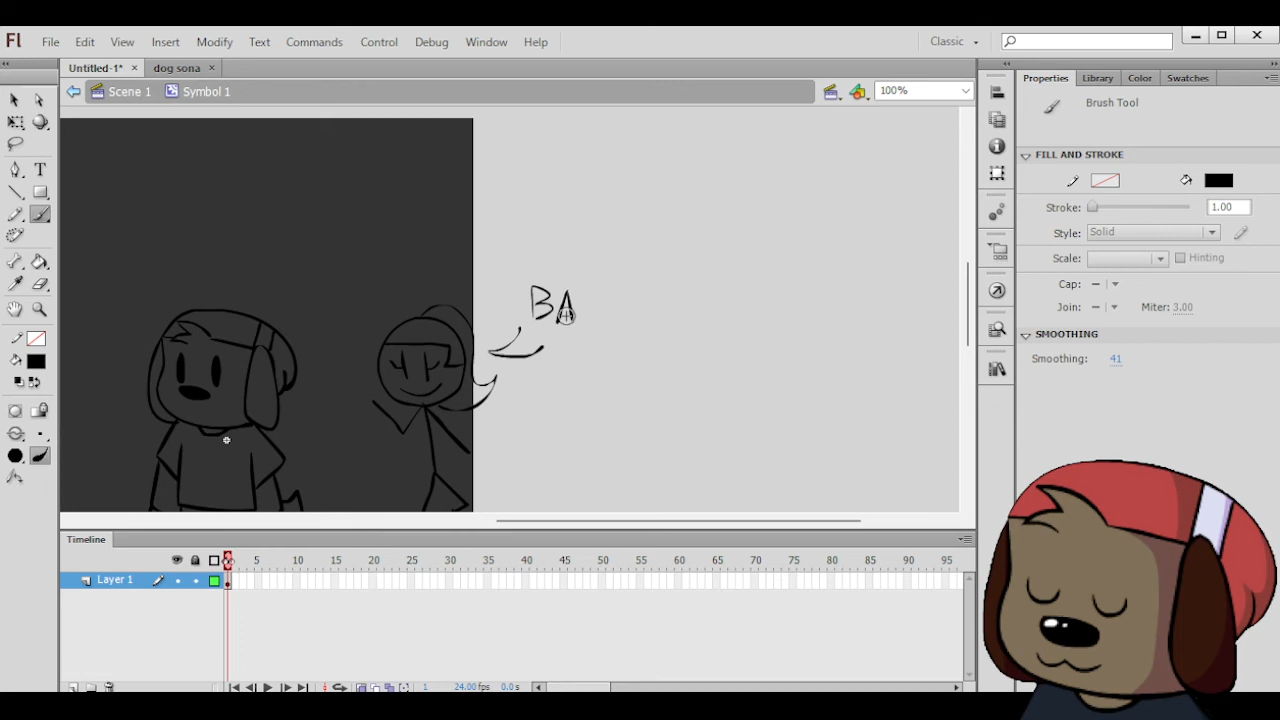 Fl File Edit View Insert Modify Text Commands Control Debug Window Help Classic
Untitled-1* × dog sona ×
Scene 1 Symbol 1 100%
Properties Library Color Swatches
Brush Tool
FILL AND STROKE
Stroke: 1.00
Style: Solid
Scale: Hinting
Cap:
Join: Miter: 3.00
SMOOTHING
Smoothing: 41
BA
Timeline
5 10 15 20 25 30 35 40 45 50 55 60 65 70 75 80 85 90 95
Layer 1
1 24.00 fps 0.0 s